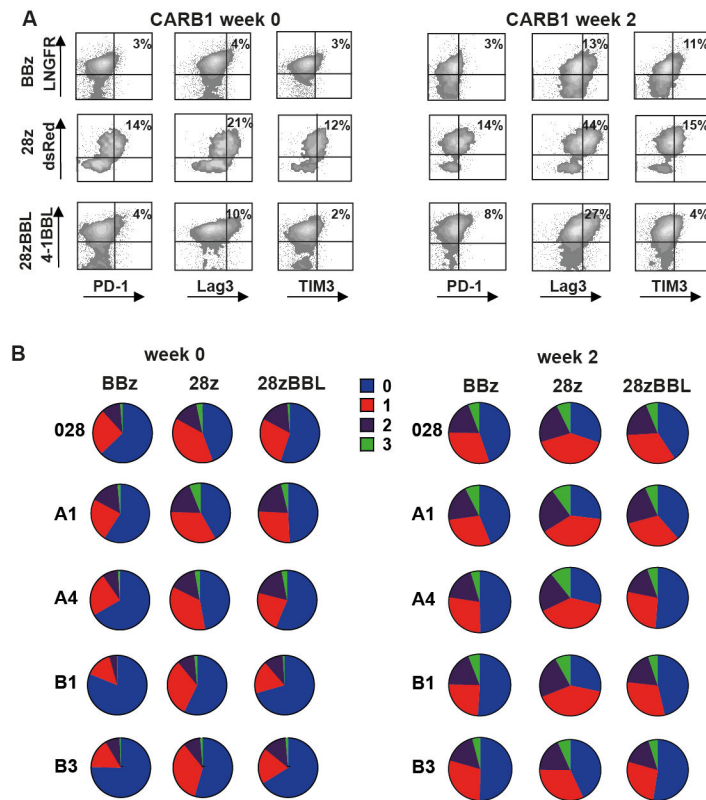 A
CARB1 week 0
CARB1 week 2
BBz
LNGFR
3%
4%
3%
3%
13%
11%
28z
dsRed
14%
21%
12%
14%
44%
15%
28zBBL
4-1BBL
4%
10%
2%
8%
27%
4%
PD-1
Lag3
TIM3
PD-1
Lag3
TIM3
B
week 0
week 2
BBz
28z
28zBBL
0
1
2
3
BBz
28z
28zBBL
028
028
A1
A1
A4
A4
B1
B1
B3
B3